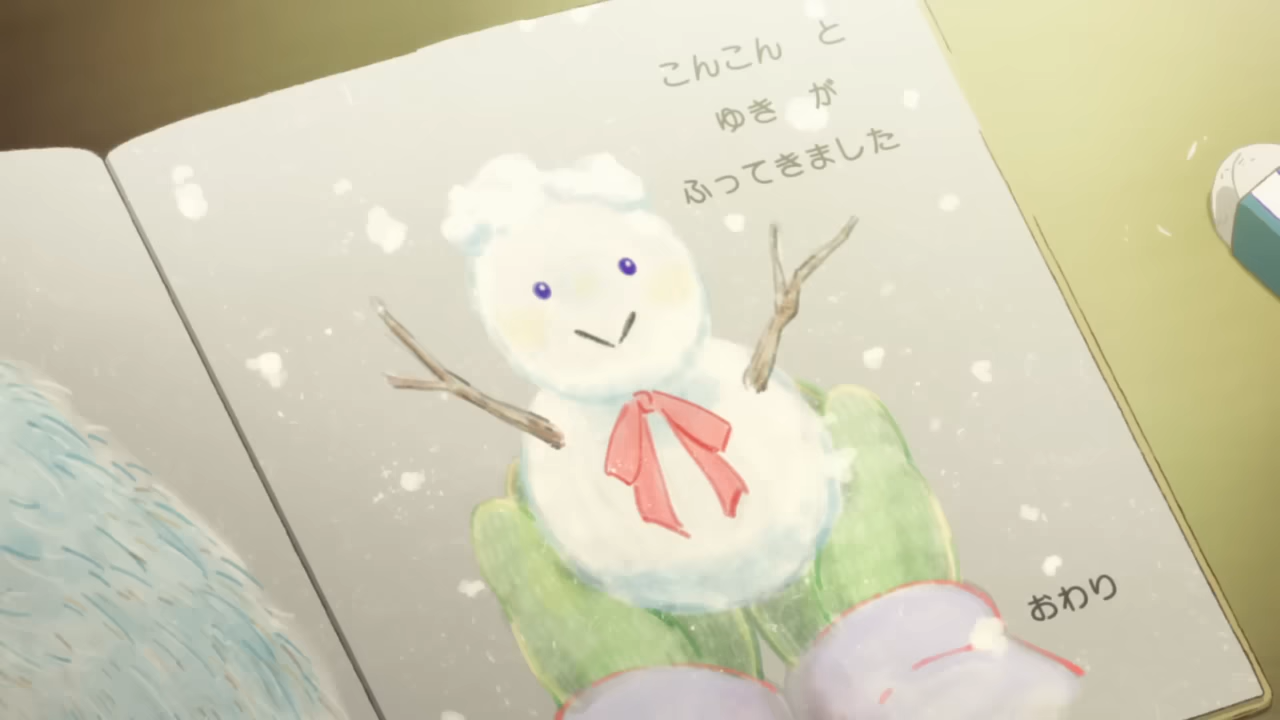 こんこん と
ゆき が
ふってきました
おわり